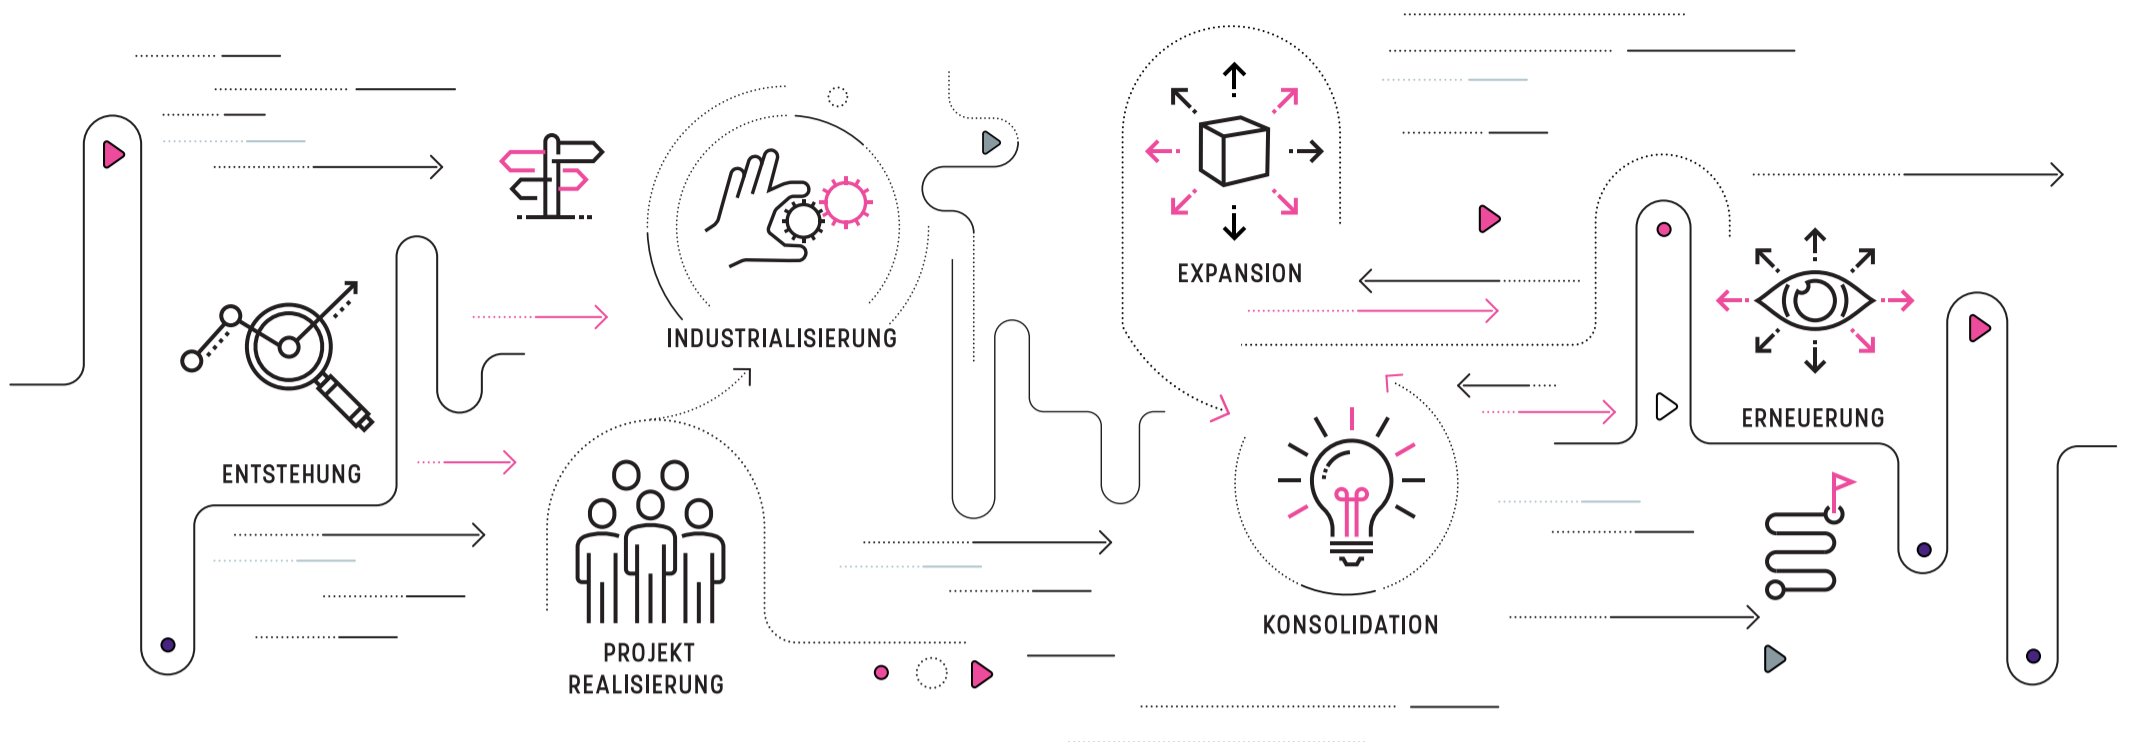 ENTSTEHUNG
PROJEKT
REALISIERUNG
INDUSTRIALISIERUNG
EXPANSION
KONSOLIDATION
ERNEUERUNG